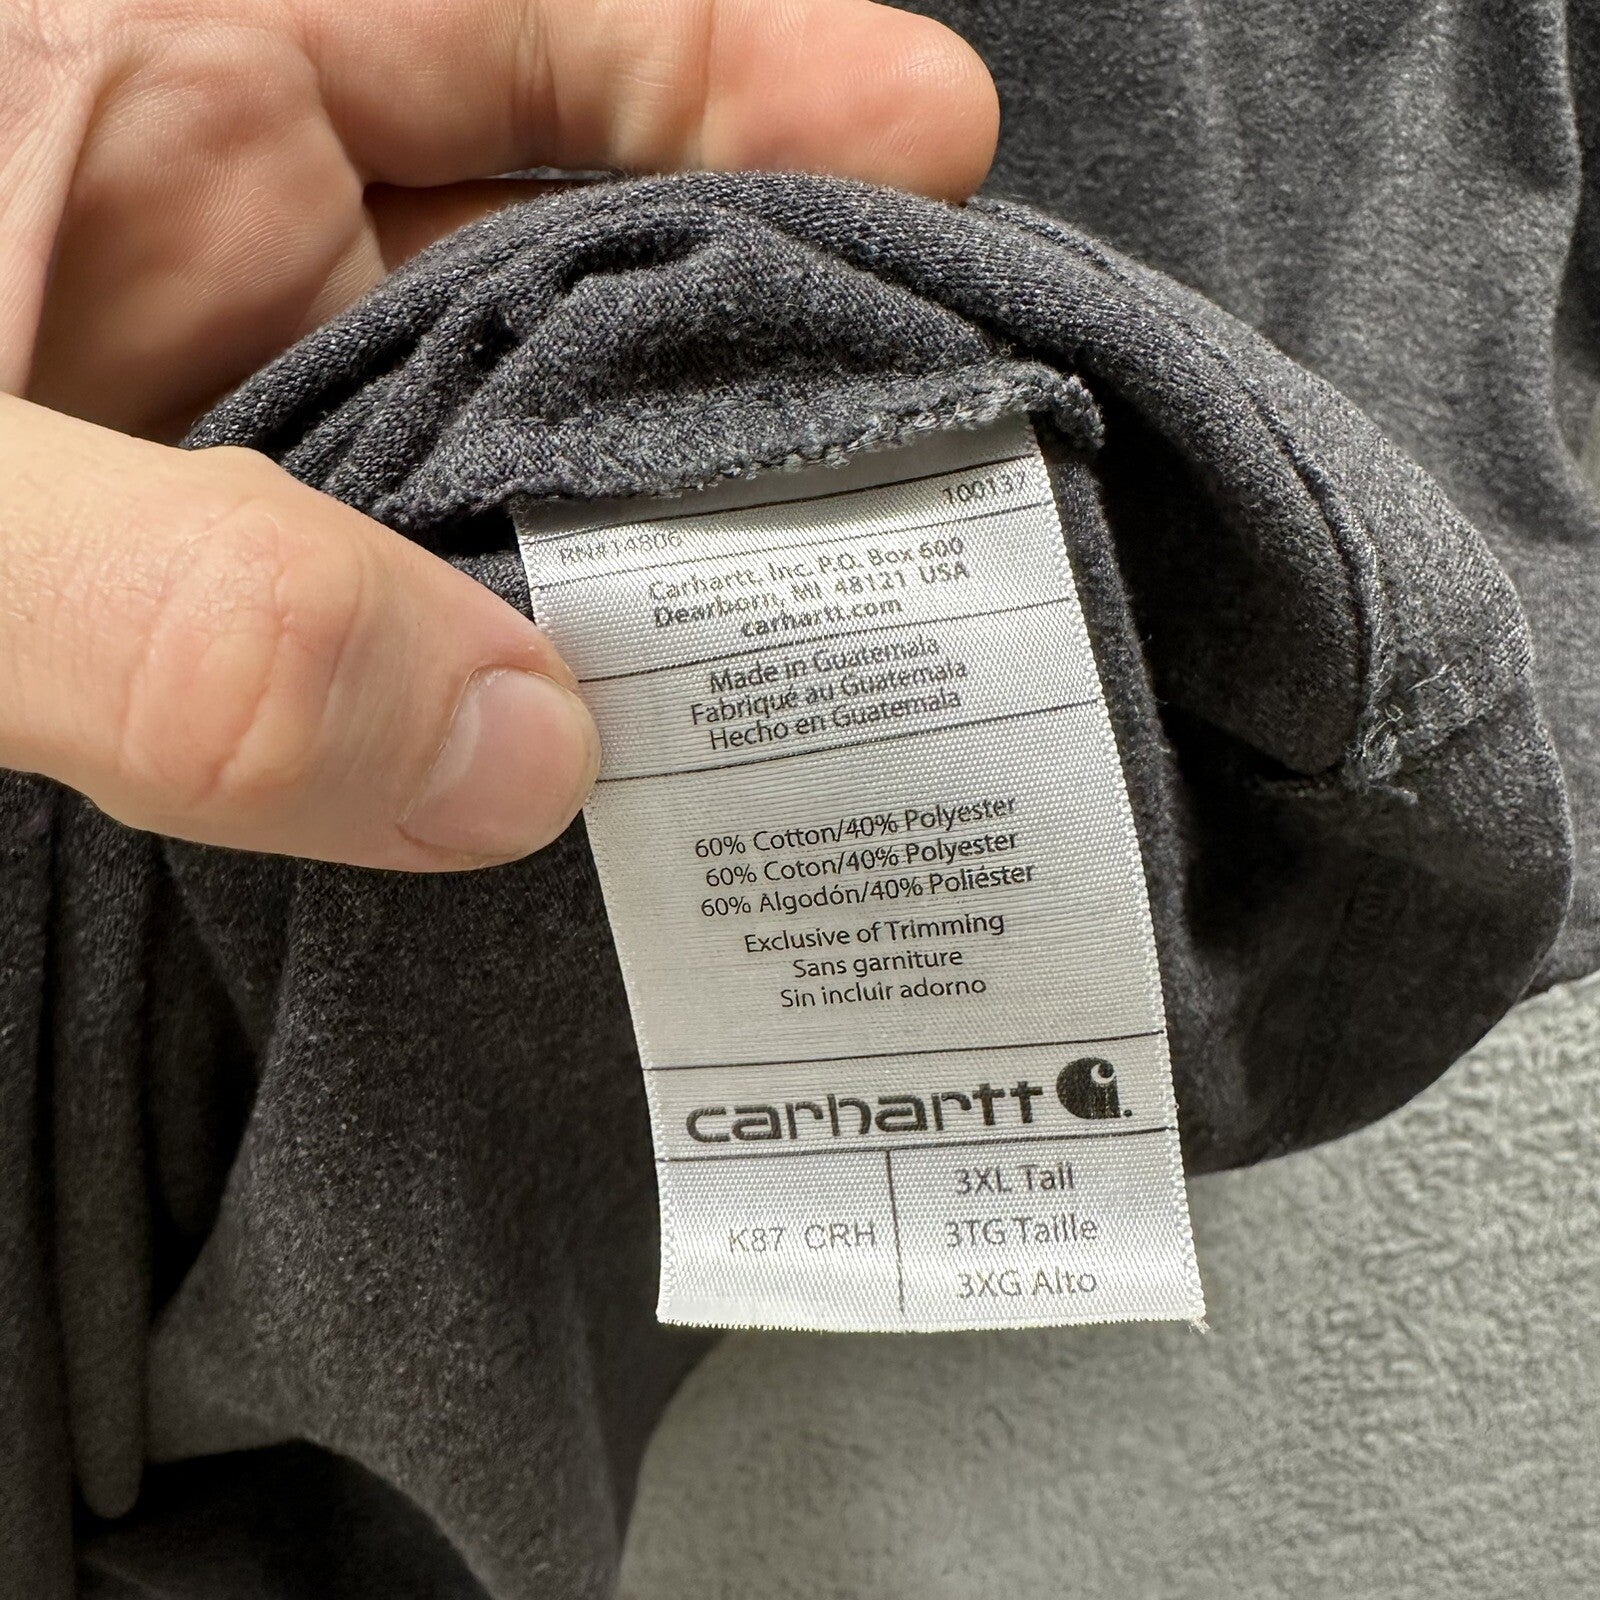 100137
RN#14806
Carhartt, Inc. P.O. Box 600
Dearborn, MI 48121 USA
carhartt.com
Made in Guatemala
Fabriqué au Guatemala
Hecho en Guatemala
60% Cotton/40% Polyester
60% Coton/40% Polyester
60% Algodón/40% Poliéster
Exclusive of Trimming
Sans garniture
Sin incluir adorno
carhartt
K87 CRH
3XL Tall
3TG Taille
3XG Alto